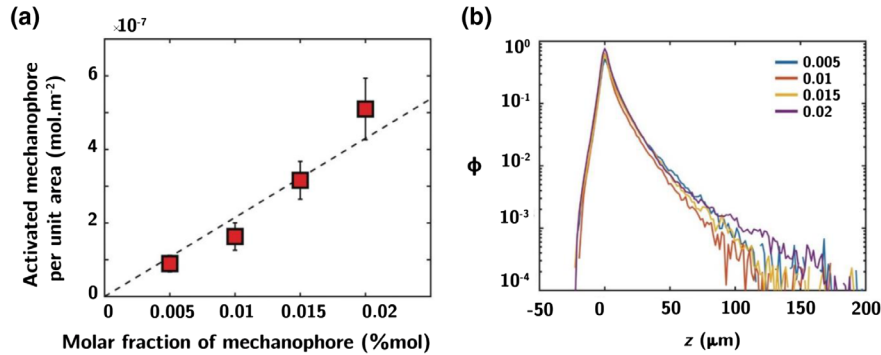 (a)
×10⁻⁷
6
4
2
0
0 0.005 0.01 0.015 0.02
Activated mechanophore
per unit area (mol.m⁻²)
Molar fraction of mechanophore (%mol)
(b)
10⁰
10⁻¹
10⁻²
10⁻³
10⁻⁴
-50 0 50 100 150 200
ϕ
z (μm)
0.005
0.01
0.015
0.02